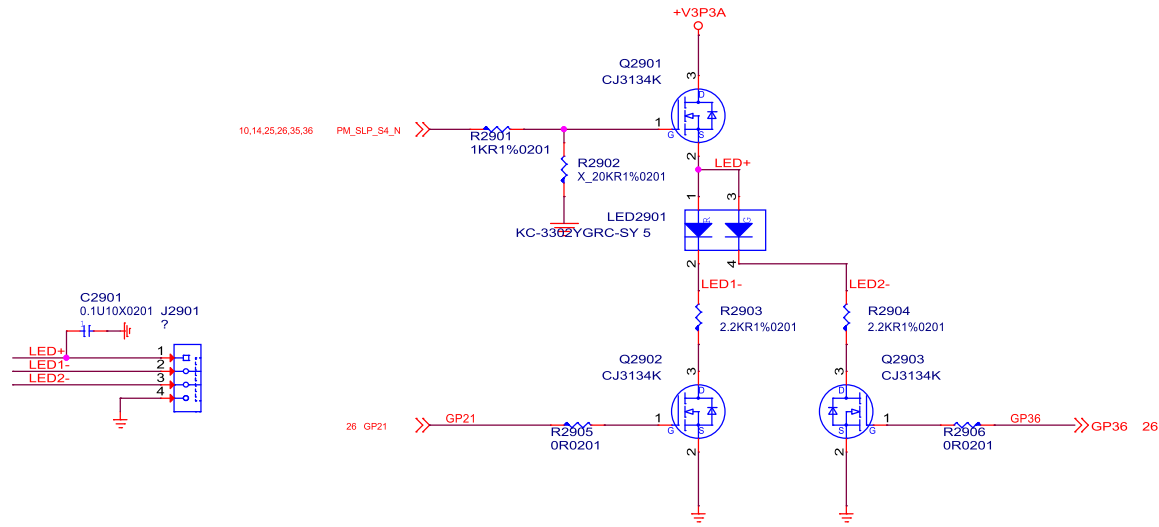 +V3P3A
Q2901
CJ3134K
3
D
1
G
S
2
10,14,25,26,35,36 PM_SLP_S4_N
R2901
1KR1%0201
R2902
X_20KR1%0201
LED+
1
3
LED2901
KC-3302YGRC-SY 5
R
G
2
4
LED1-
LED2-
C2901
0.1U10X0201
1
J2901
?
LED+
1
LED1-
2
LED2-
3
4
R2903
2.2KR1%0201
R2904
2.2KR1%0201
Q2902
CJ3134K
3
D
1
G
S
2
Q2903
CJ3134K
3
D
1
G
S
2
26 GP21
GP21
R2905
0R0201
GP36
R2906
0R0201
GP36 26